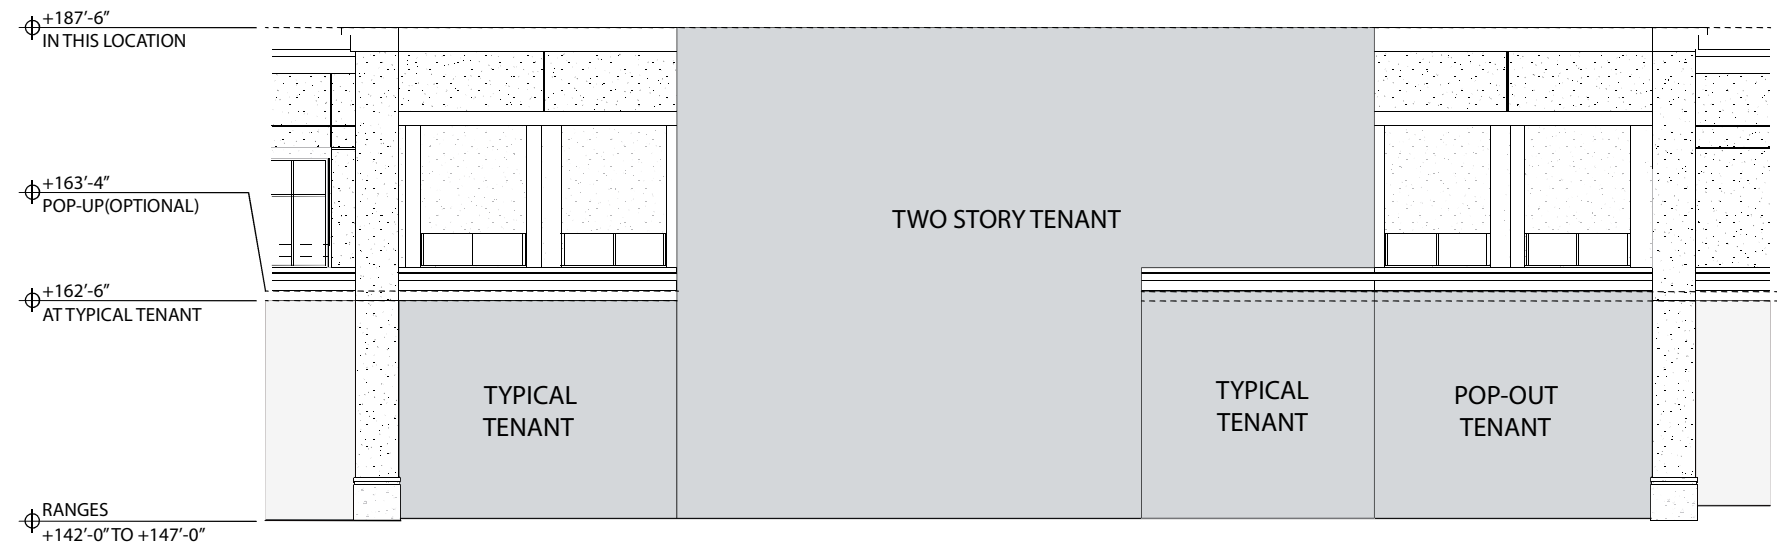 +187'-6"
IN THIS LOCATION
+163'-4"
POP-UP(OPTIONAL)
TWO STORY TENANT
+162'-6"
AT TYPICAL TENANT
TYPICAL
TENANT
TYPICAL
TENANT
POP-OUT
TENANT
RANGES
+142'-0" TO +147'-0"